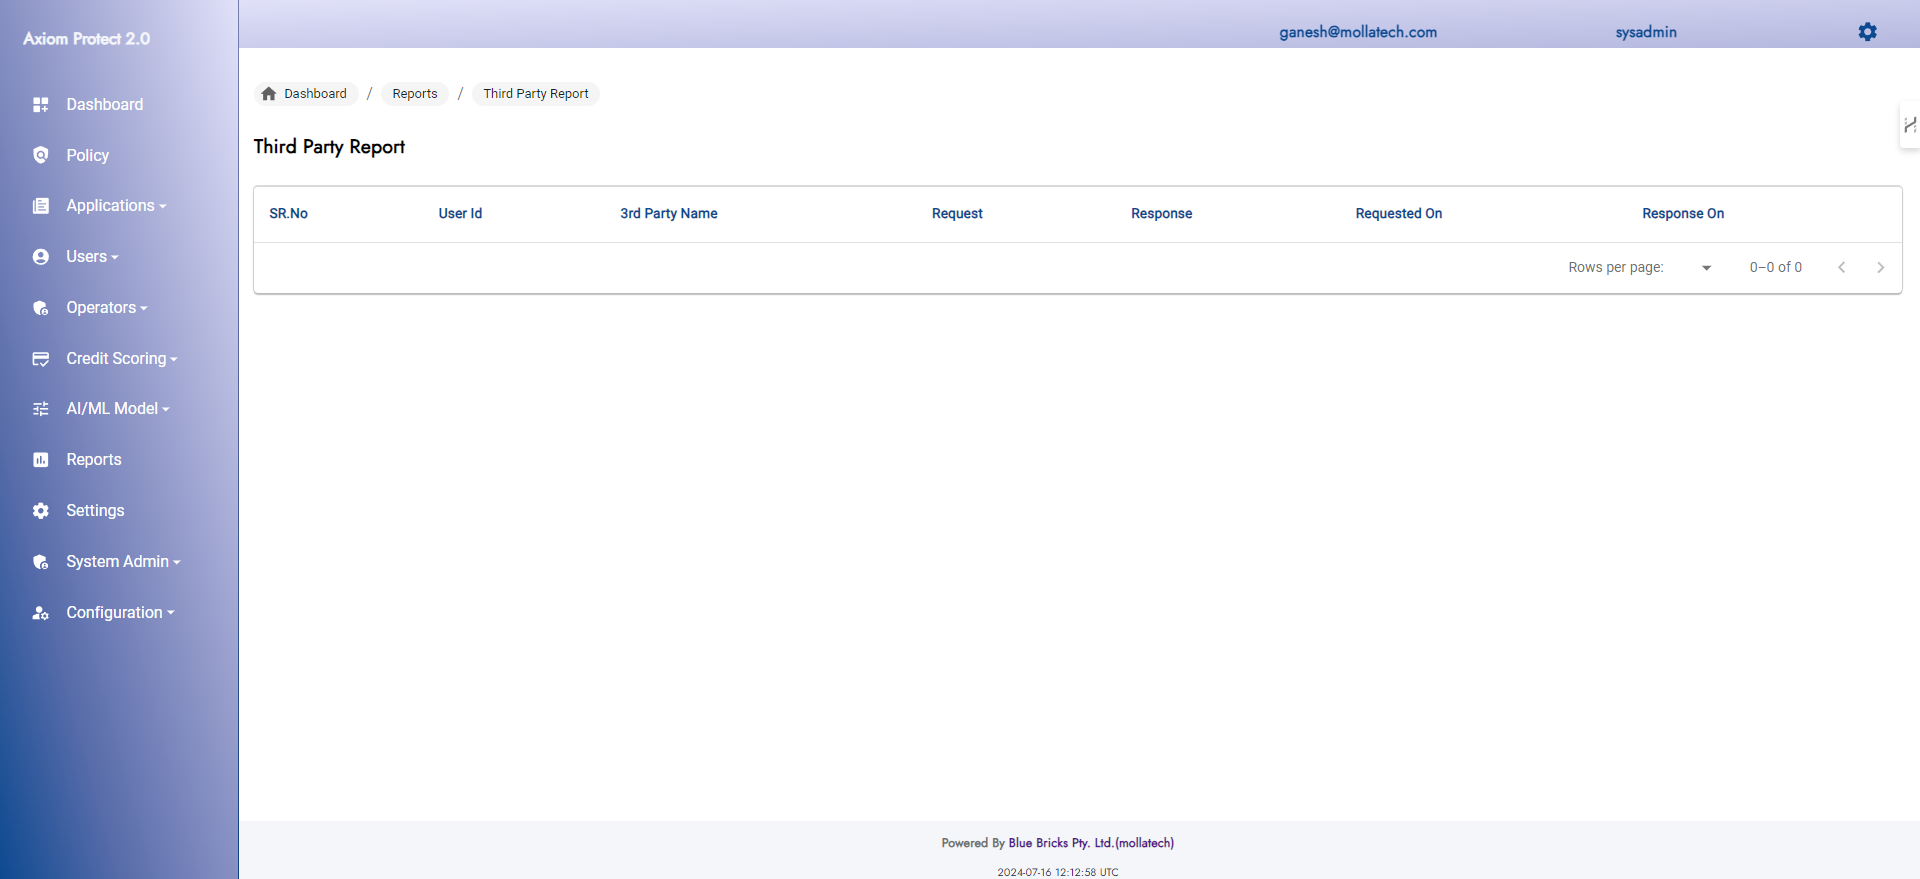 Axiom Protect 2.0
ganesh@mollatech.com
sysadmin
Dashboard
Policy
Applications
Users
Operators
Credit Scoring
AI/ML Model
Reports
Settings
System Admin
Configuration
Dashboard / Reports / Third Party Report
Third Party Report
SR.No User Id 3rd Party Name Request Response Requested On Response On
Rows per page: 0–0 of 0
Powered By Blue Bricks Pty. Ltd.(mollatech)
2024-07-16 12:12:58 UTC